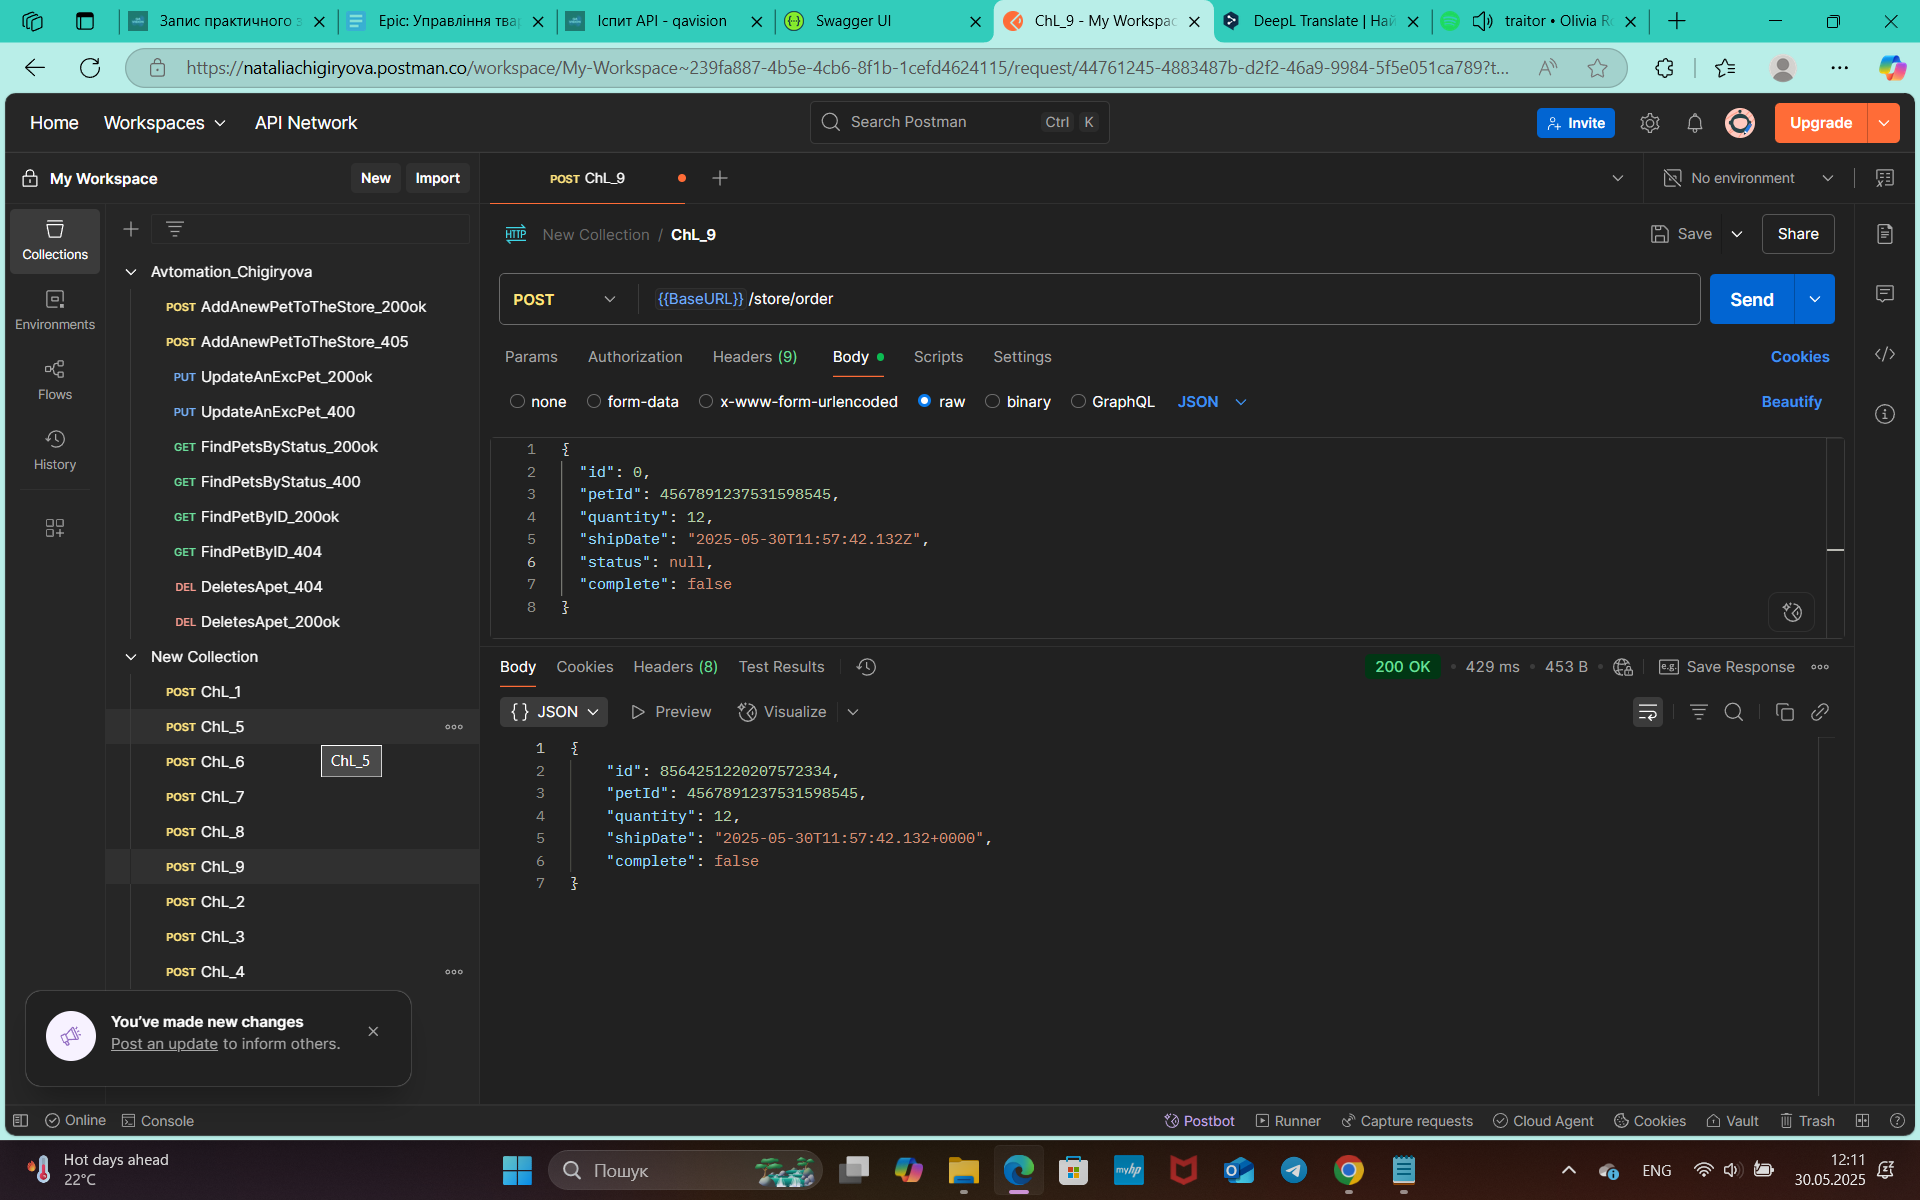 Запис практичного з
Epic: Управління тва
Іспит API - qavision
Swagger UI
ChL_9 - My Workspac
DeepL Translate | Най
traitor • Olivia Ro
https://nataliachigiryova.postman.co/workspace/My-Workspace~239fa887-4b5e-4cb6-8f1b-1cefd4624115/request/44761245-4883487b-d2f2-46a9-9984-5f5e051ca789?t...
Home
Workspaces
API Network
Search Postman
Ctrl K
Invite
Upgrade
My Workspace
New
Import
POST ChL_9
No environment
Collections
Environments
Flows
History
Avtomation_Chigiryova
POST AddAnewPetToTheStore_200ok
POST AddAnewPetToTheStore_405
PUT UpdateAnExcPet_200ok
PUT UpdateAnExcPet_400
GET FindPetsByStatus_200ok
GET FindPetsByStatus_400
GET FindPetByID_200ok
GET FindPetByID_404
DEL DeletesApet_404
DEL DeletesApet_200ok
New Collection
POST ChL_1
POST ChL_5
POST ChL_6
ChL_5
POST ChL_7
POST ChL_8
POST ChL_9
POST ChL_2
POST ChL_3
POST ChL_4
You've made new changes
Post an update to inform others.
HTTP New Collection / ChL_9
Save
Share
POST
{{BaseURL}} /store/order
Send
Params
Authorization
Headers (9)
Body
Scripts
Settings
Cookies
none
form-data
x-www-form-urlencoded
raw
binary
GraphQL
JSON
Beautify
1 {
2 "id": 0,
3 "petId": 4567891237531598545,
4 "quantity": 12,
5 "shipDate": "2025-05-30T11:57:42.132Z",
6 "status": null,
7 "complete": false
8 }
Body
Cookies
Headers (8)
Test Results
200 OK • 429 ms • 453 B
e.g. Save Response
{} JSON
Preview
Visualize
1 {
2 "id": 8564251220207572334,
3 "petId": 4567891237531598545,
4 "quantity": 12,
5 "shipDate": "2025-05-30T11:57:42.132+0000",
6 "complete": false
7 }
Online
Console
Postbot
Runner
Capture requests
Cloud Agent
Cookies
Vault
Trash
Hot days ahead
22°C
Пошук
myhp
ENG
12:11
30.05.2025